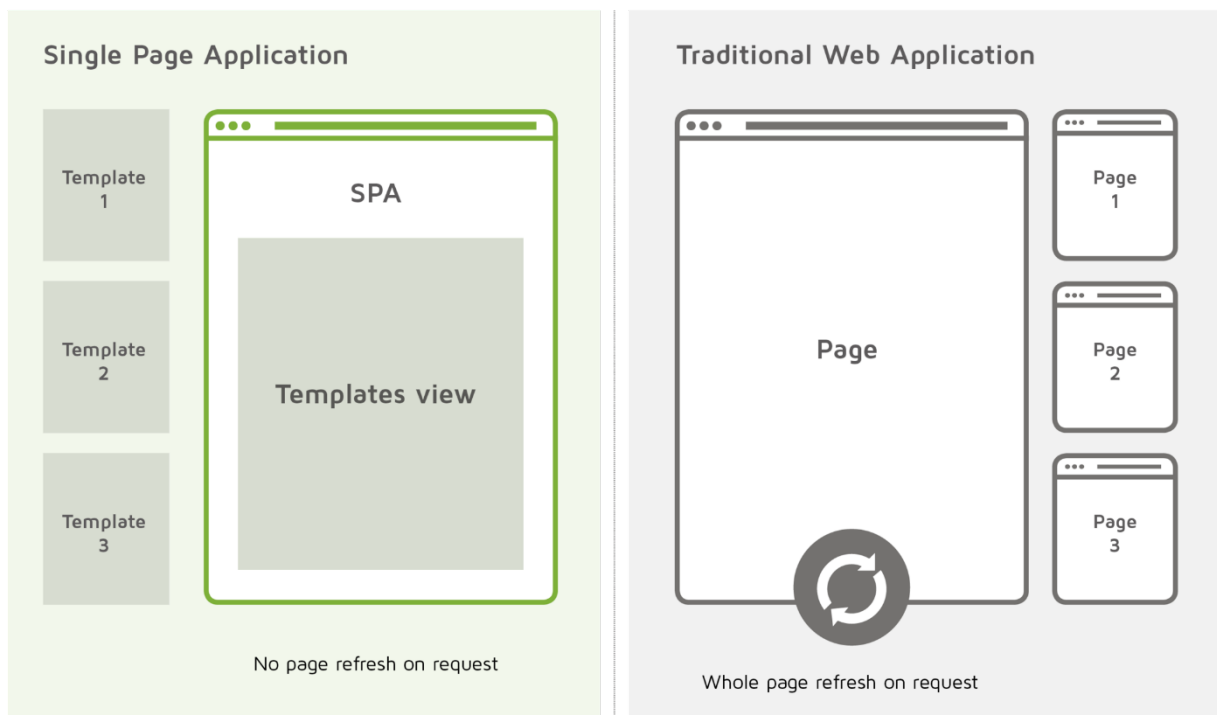 Single Page Application
Template
1
Template
2
Template
3
SPA
Templates view
No page refresh on request
Traditional Web Application
Page
Page
1
Page
2
Page
3
Whole page refresh on request